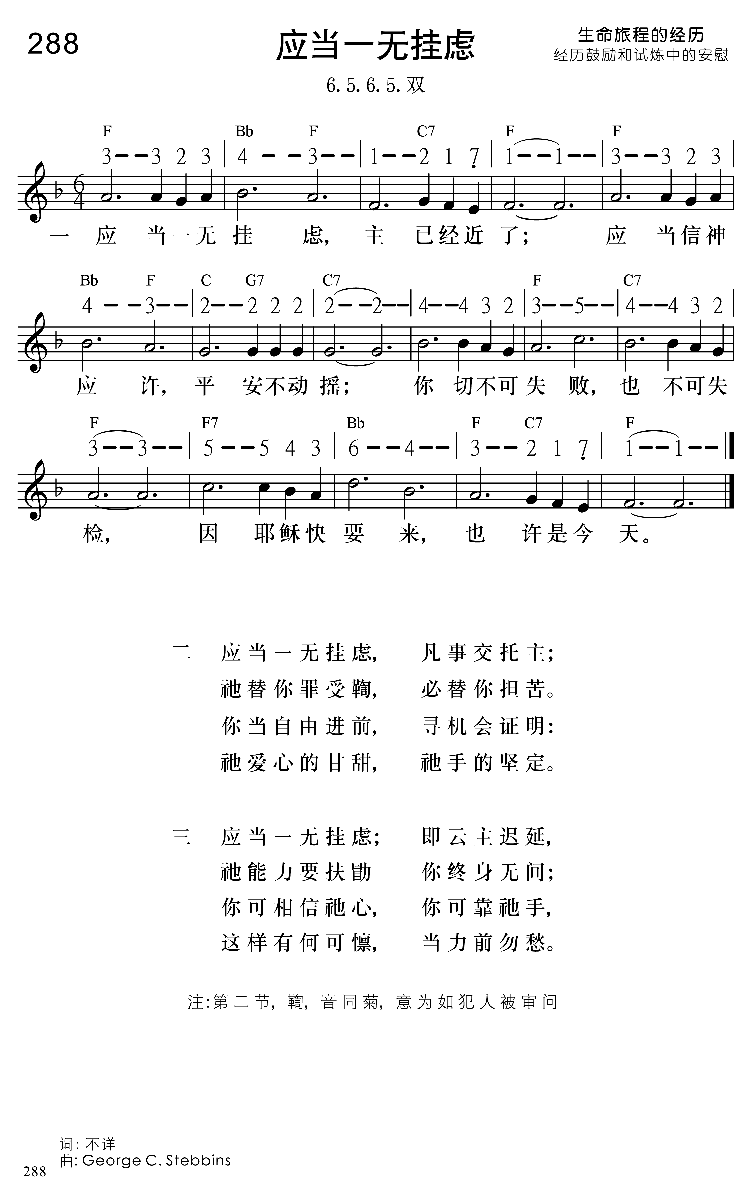 288
应当一无挂虑
生命旅程的经历
经历鼓励和试炼中的安慰
6.5.6.5.双
F Bb F C7 F F
3--3 2 3 | 4--3-- | 1--2 1 7 | 1--1-- | 3--3 2 3
一 应 当一无挂 虑, 主 已经近了; 应 当信神
Bb F C G7 C7 F C7
4--3-- | 2--2 2 2 | 2--2-- | 4--4 3 2 | 3--5-- | 4--4 3 2
应 许, 平 安不动摇; 你 切不可失败, 也 不可失
F F7 Bb F C7 F
3--3-- | 5--5 4 3 | 6--4-- | 3--2 1 7 | 1--1--
检, 因 耶稣快要 来, 也 许是今 天。
二 应当一无挂虑, 凡事交托主;
祂替你罪受鞫, 必替你担苦。
你当自由进前, 寻机会证明:
祂爱心的甘甜, 祂手的坚定。
三 应当一无挂虑; 即云主迟延,
祂能力要扶勖 你终身无间;
你可相信祂心, 你可靠祂手,
这样有何可懔, 当力前勿愁。
注:第二节, 鞫, 音同菊, 意为如犯人被审问
词: 不详
曲: George C. Stebbins
288